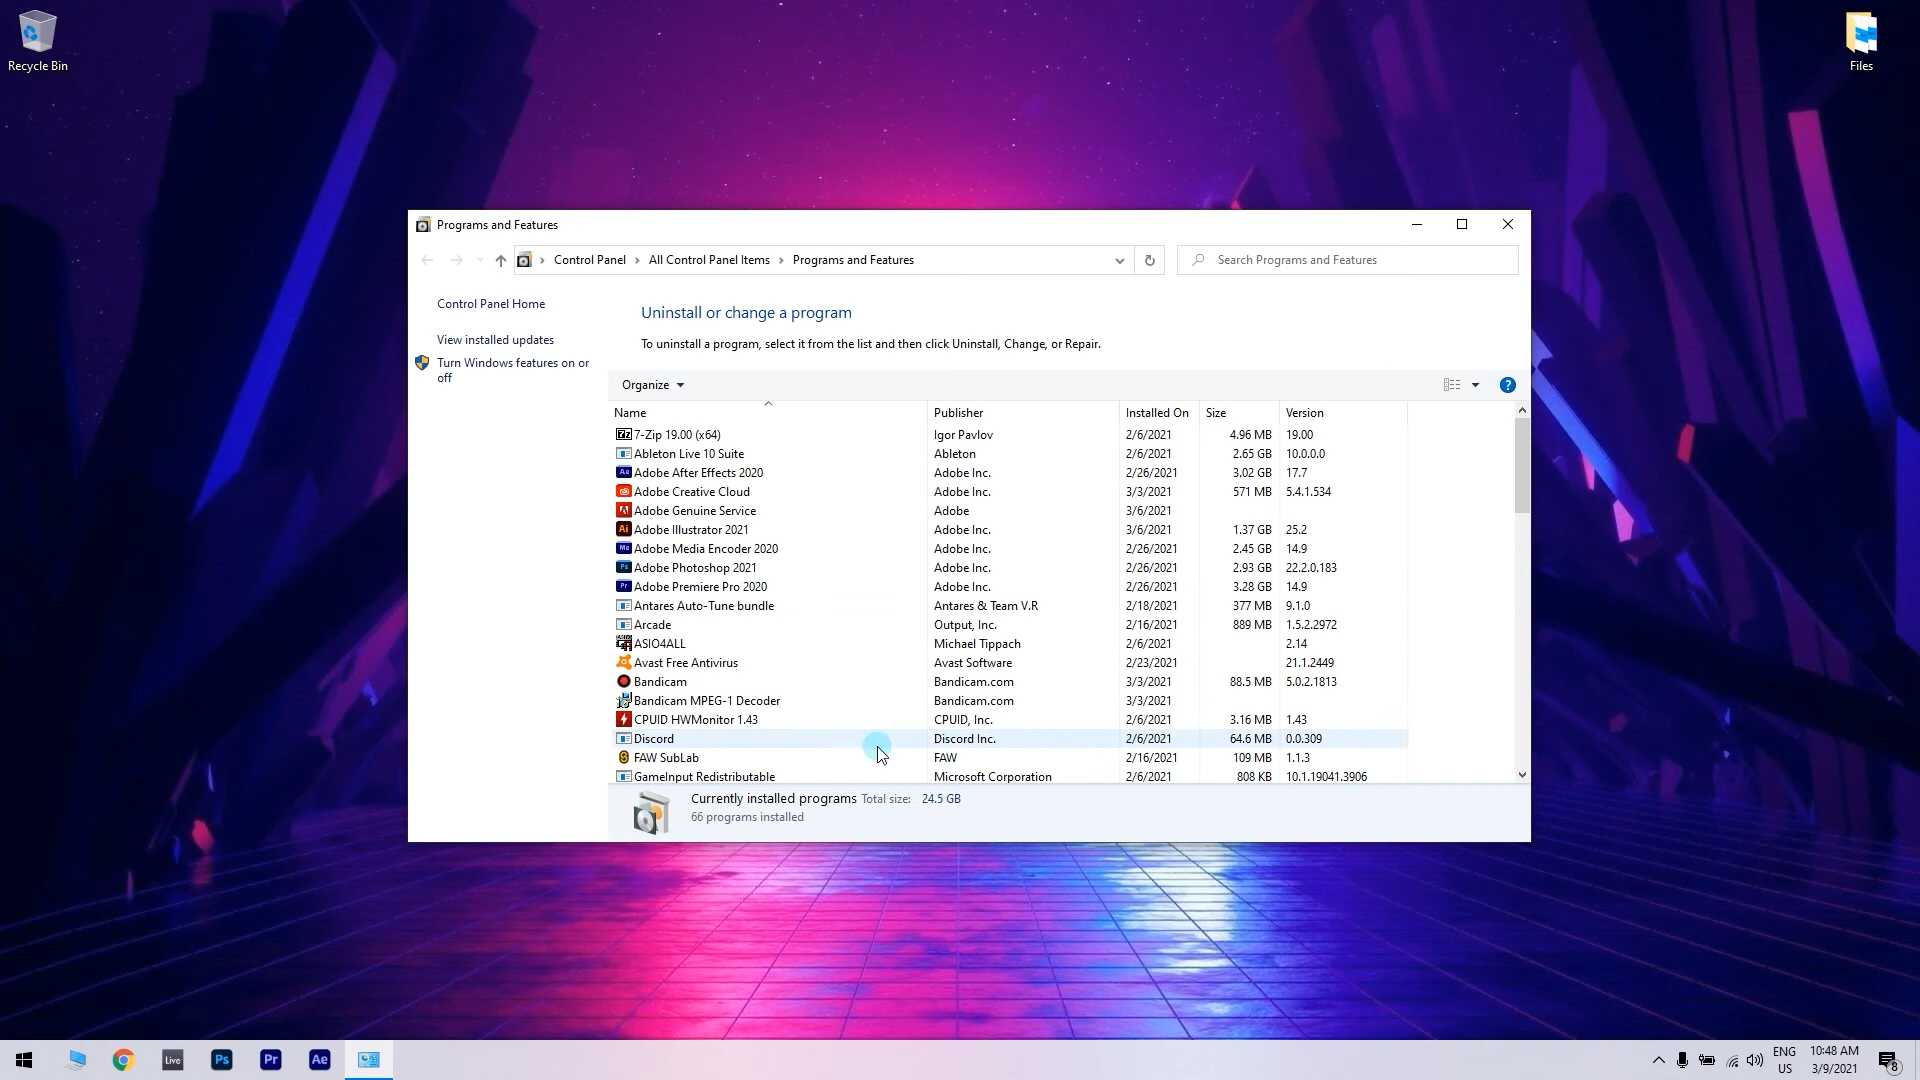 Recycle Bin
Files
Programs and Features
Control Panel
All Control Panel Items
Programs and Features
Search Programs and Features
Control Panel Home
View installed updates
Turn Windows features on or
off
Uninstall or change a program
To uninstall a program, select it from the list and then click Uninstall, Change, or Repair.
Organize
?
Name Publisher Installed On Size Version
7-Zip 19.00 (x64) Igor Pavlov 2/6/2021 4.96 MB 19.00
Ableton Live 10 Suite Ableton 2/6/2021 2.65 GB 10.0.0.0
Ae Adobe After Effects 2020 Adobe Inc. 2/26/2021 3.02 GB 17.7
Adobe Creative Cloud Adobe Inc. 3/3/2021 571 MB 5.4.1.534
Adobe Genuine Service Adobe 3/6/2021
Ai Adobe Illustrator 2021 Adobe Inc. 3/6/2021 1.37 GB 25.2
Me Adobe Media Encoder 2020 Adobe Inc. 2/26/2021 2.45 GB 14.9
Ps Adobe Photoshop 2021 Adobe Inc. 2/26/2021 2.93 GB 22.2.0.183
Pr Adobe Premiere Pro 2020 Adobe Inc. 2/26/2021 3.28 GB 14.9
Antares Auto-Tune bundle Antares & Team V.R 2/18/2021 377 MB 9.1.0
Arcade Output, Inc. 2/16/2021 889 MB 1.5.2.2972
ASIO4ALL Michael Tippach 2/6/2021 2.14
Avast Free Antivirus Avast Software 2/23/2021 21.1.2449
Bandicam Bandicam.com 3/3/2021 88.5 MB 5.0.2.1813
Bandicam MPEG-1 Decoder Bandicam.com 3/3/2021
CPUID HWMonitor 1.43 CPUID, Inc. 2/6/2021 3.16 MB 1.43
Discord Discord Inc. 2/6/2021 64.6 MB 0.0.309
FAW SubLab FAW 2/16/2021 109 MB 1.1.3
GameInput Redistributable Microsoft Corporation 2/6/2021 808 KB 10.1.19041.3906
Currently installed programs Total size: 24.5 GB
66 programs installed
Live
Ps
Pr
Ae
ENG
US
10:48 AM
3/9/2021
8